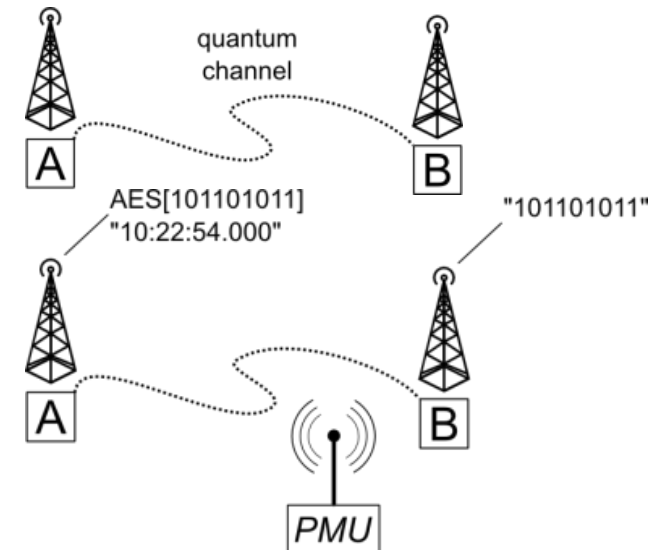 quantum
channel
A
B
AES[101101011]
"10:22:54.000"
"101101011"
A
B
PMU